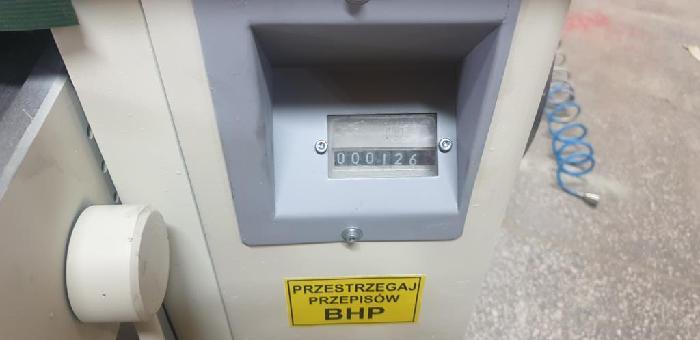 000126
PRZESTRZEGAJ
PRZEPISÓW
BHP